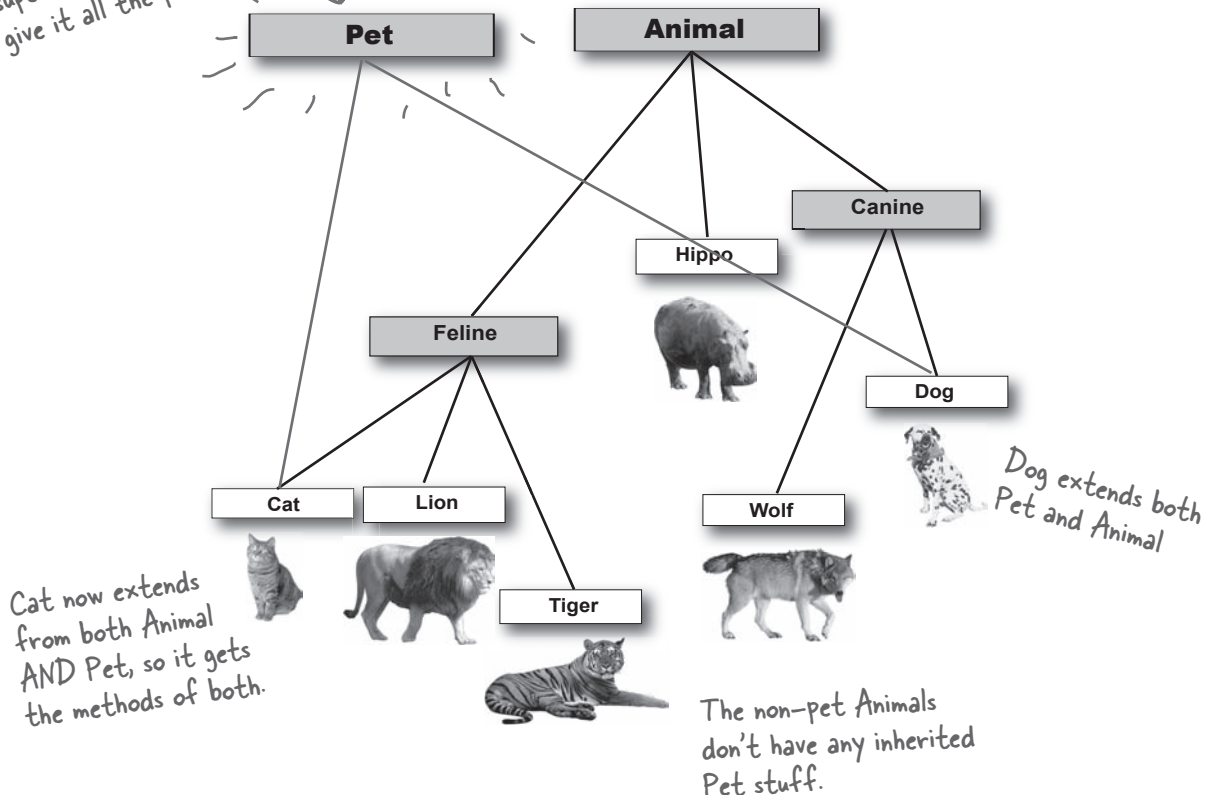 give it all the
Pet
Animal
Canine
Hippo
Feline
Dog
Dog extends both
Pet and Animal
Cat
Lion
Wolf
Tiger
Cat now extends
from both Animal
AND Pet, so it gets
the methods of both.
The non-pet Animals
don't have any inherited
Pet stuff.